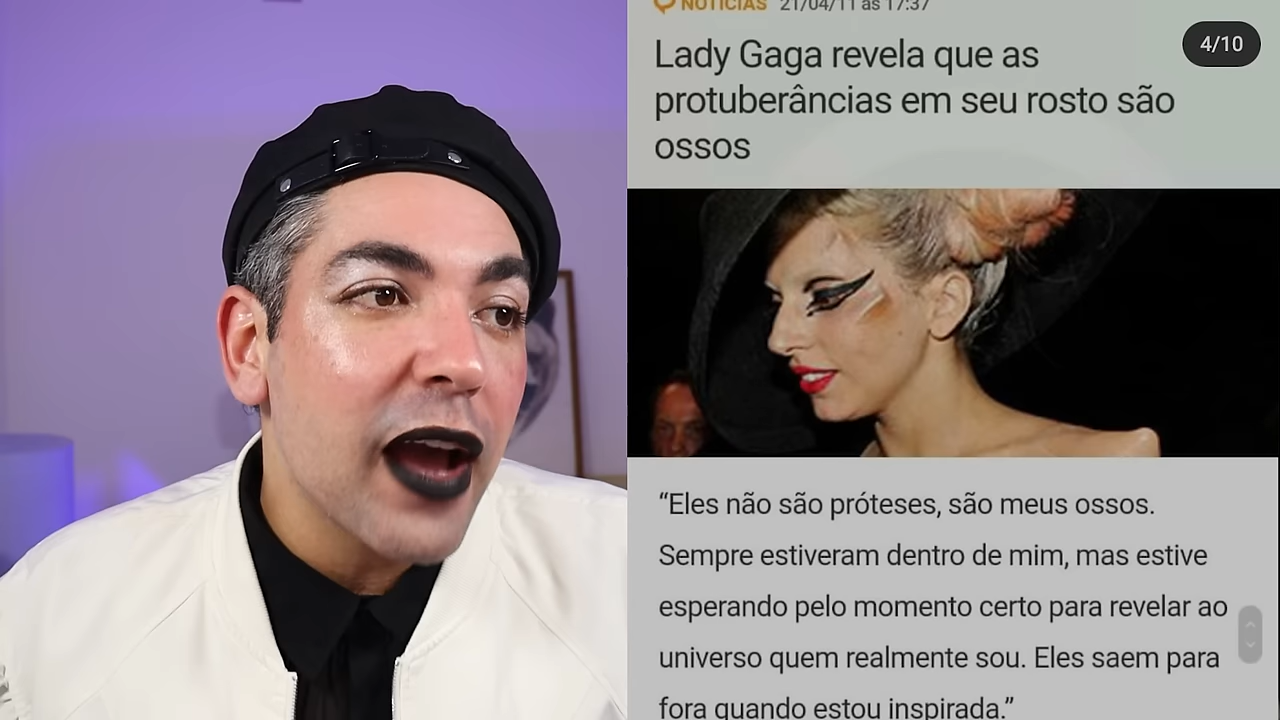 NOTÍCIAS 21/04/11 às 17:37
4/10
Lady Gaga revela que as
protuberâncias em seu rosto são
ossos
“Eles não são próteses, são meus ossos.
Sempre estiveram dentro de mim, mas estive
esperando pelo momento certo para revelar ao
universo quem realmente sou. Eles saem para
fora quando estou inspirada.”